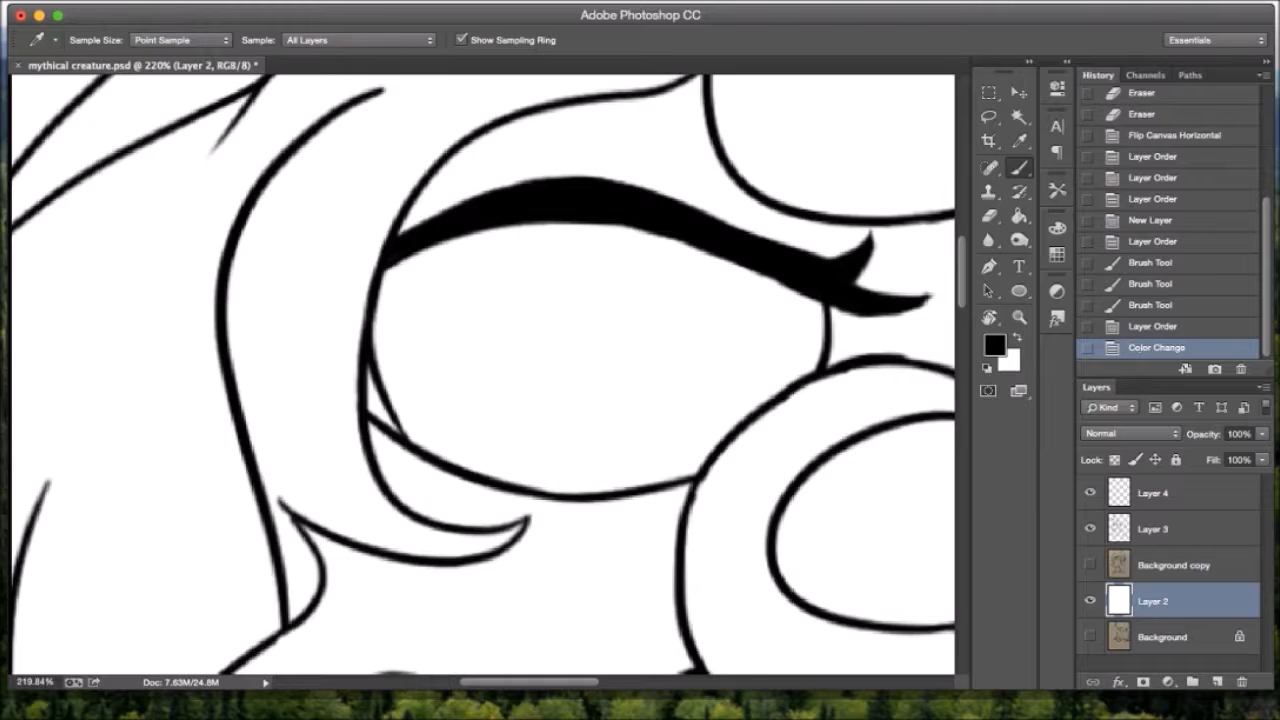 Adobe Photoshop CC
Sample Size: Point Sample Sample: All Layers Show Sampling Ring Essentials
× mythical creature.psd @ 220% (Layer 2, RGB/8) *
History Channels Paths
Eraser
Eraser
Flip Canvas Horizontal
Layer Order
Layer Order
Layer Order
New Layer
Layer Order
Brush Tool
Brush Tool
Brush Tool
Layer Order
Color Change
Layers
Kind
Normal Opacity: 100%
Lock: Fill: 100%
Layer 4
Layer 3
Background copy
Layer 2
Background
219.84% Doc: 7.63M/24.8M